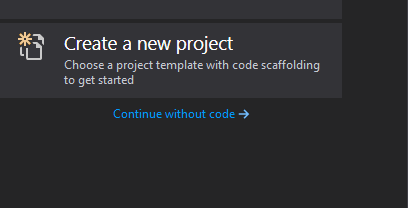 Create a new project
Choose a project template with code scaffolding
to get started
Continue without code →